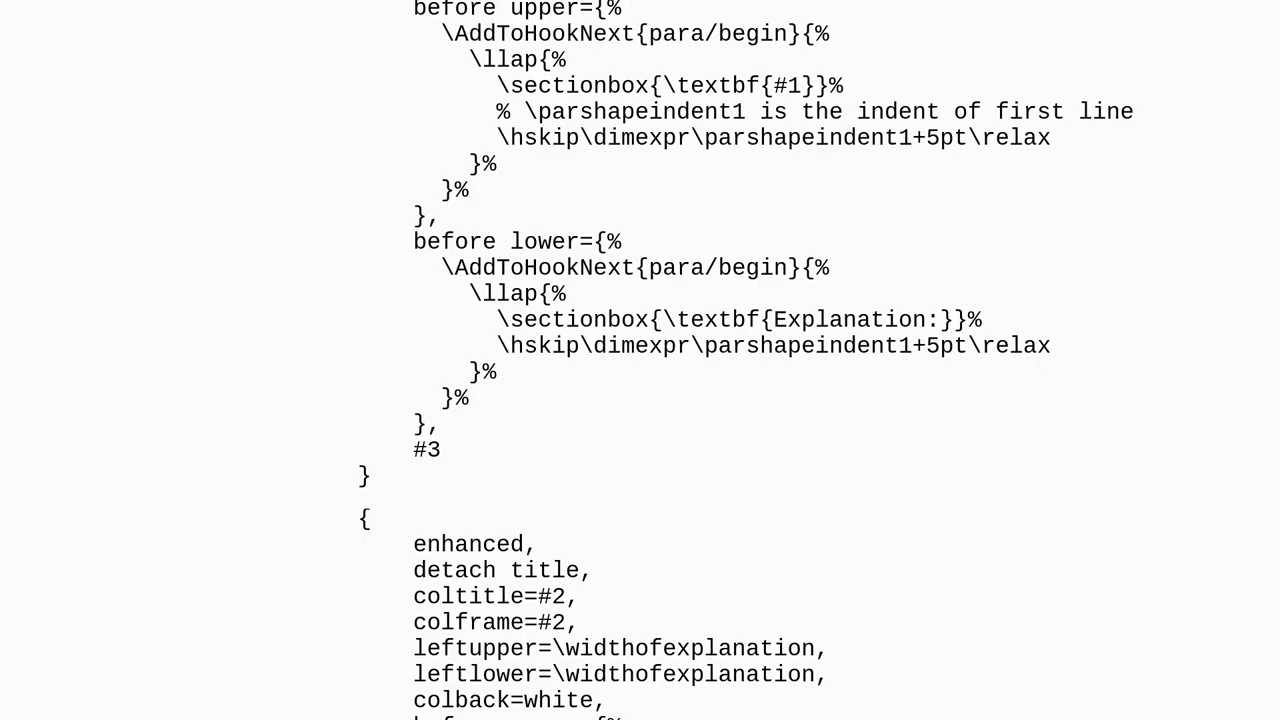 before upper={%
\AddToHookNext{para/begin}{%
\llap{%
\sectionbox{\textbf{#1}}%
% \parshapeindent1 is the indent of first line
\hskip\dimexpr\parshapeindent1+5pt\relax
}%
}%
},
before lower={%
\AddToHookNext{para/begin}{%
\llap{%
\sectionbox{\textbf{Explanation:}}%
\hskip\dimexpr\parshapeindent1+5pt\relax
}%
}%
},
#3
}
{
enhanced,
detach title,
coltitle=#2,
colframe=#2,
leftupper=\widthofexplanation,
leftlower=\widthofexplanation,
colback=white,